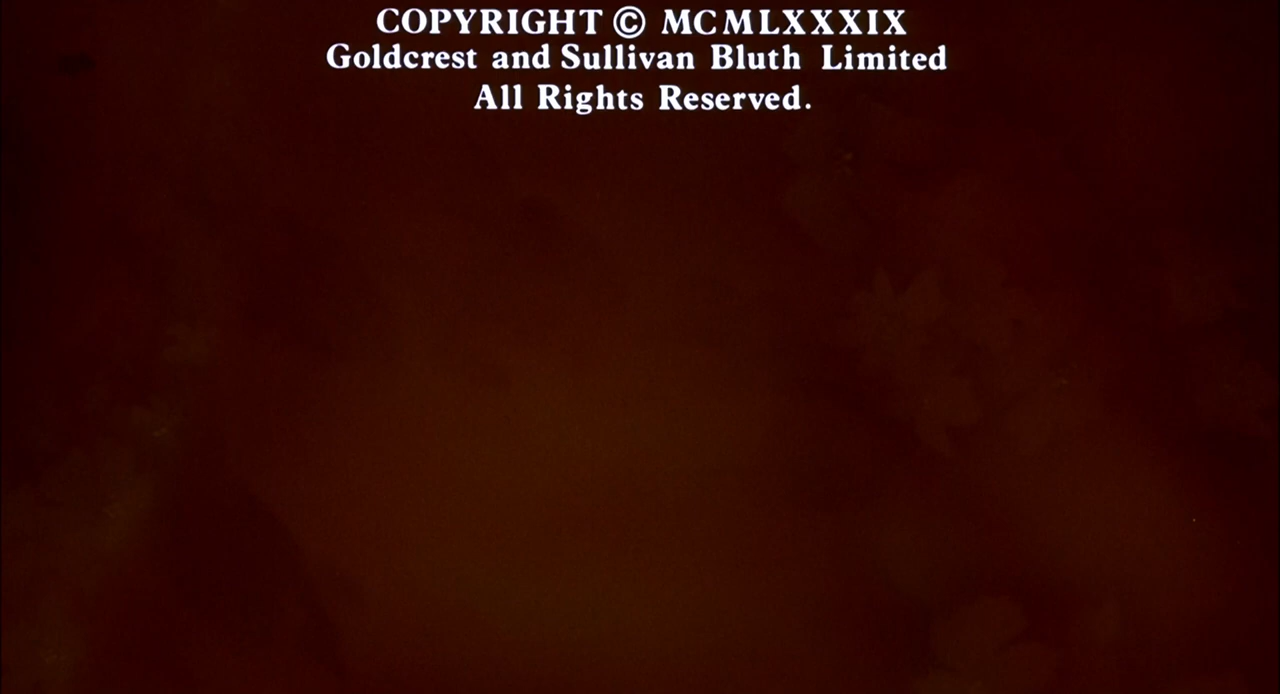 COPYRIGHT © MCMLXXXIX
Goldcrest and Sullivan Bluth Limited
All Rights Reserved.